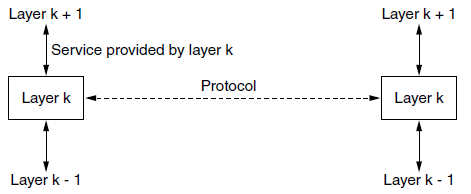 Layer k + 1
Layer k + 1
Service provided by layer k
Protocol
Layer k
Layer k
Layer k - 1
Layer k - 1